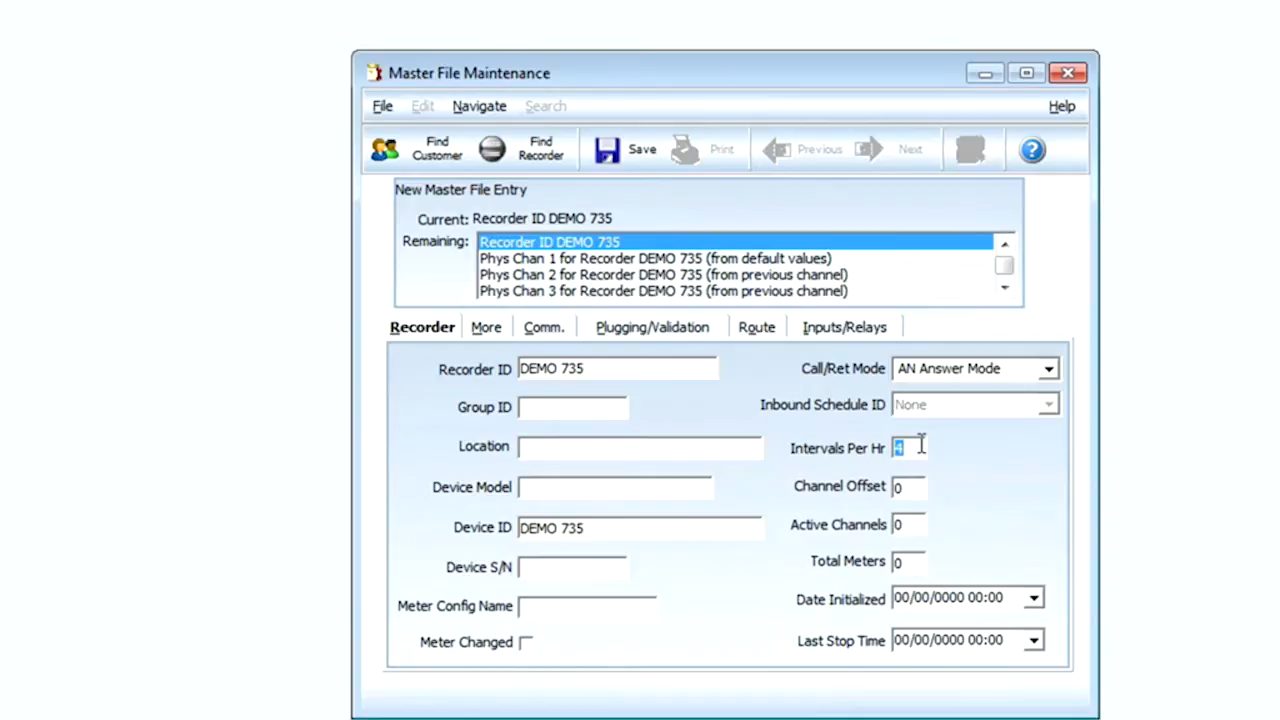 Master File Maintenance
File Edit Navigate Search Help
Find Customer Find Recorder Save Print Previous Next ?
New Master File Entry
Current: Recorder ID DEMO 735
Remaining: Recorder ID DEMO 735
Phys Chan 1 for Recorder DEMO 735 (from default values)
Phys Chan 2 for Recorder DEMO 735 (from previous channel)
Phys Chan 3 for Recorder DEMO 735 (from previous channel)
Recorder More Comm. Plugging/Validation Route Inputs/Relays
Recorder ID DEMO 735 Call/Ret Mode AN Answer Mode
Group ID Inbound Schedule ID None
Location Intervals Per Hr 4
Device Model Channel Offset 0
Device ID DEMO 735 Active Channels 0
Device S/N Total Meters 0
Meter Config Name Date Initialized 00/00/0000 00:00
Meter Changed Last Stop Time 00/00/0000 00:00